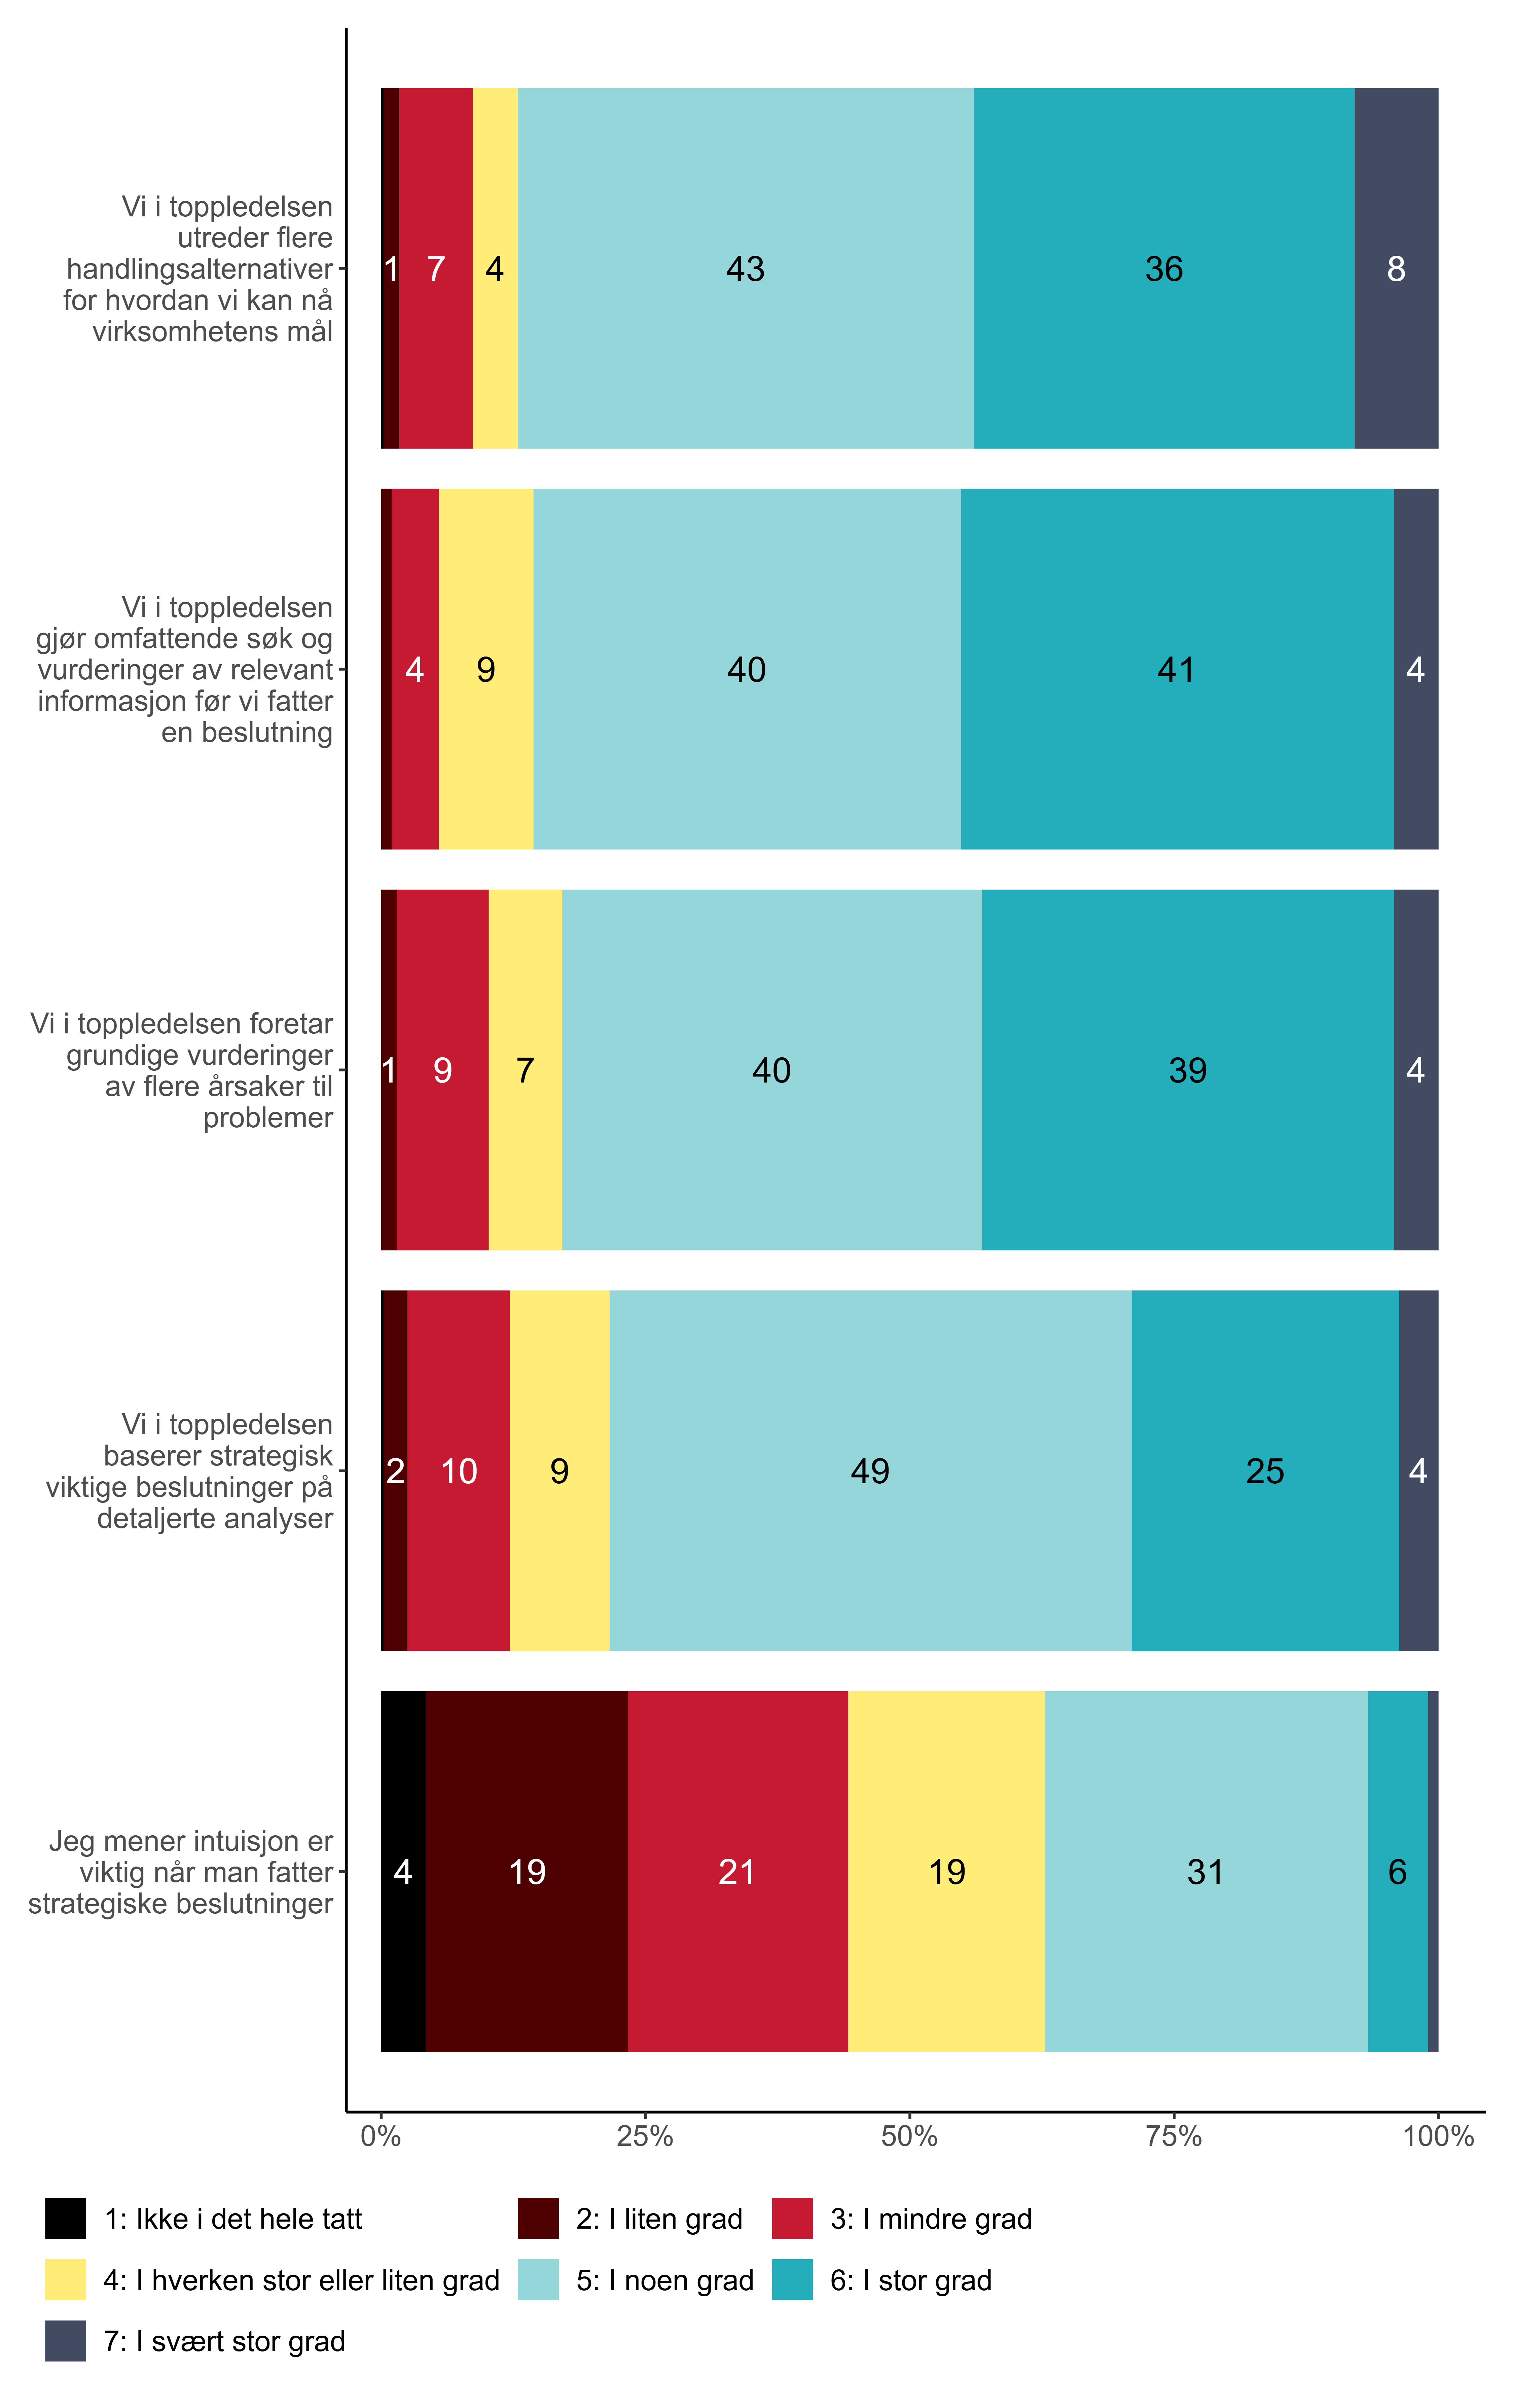 Vi i toppledelsen
utreder flere
handlingsalternativer
for hvordan vi kan nå
virksomhetens mål
1 7 4 43 36 8
Vi i toppledelsen
gjør omfattende søk og
vurderinger av relevant
informasjon før vi fatter
en beslutning
4 9 40 41 4
Vi i toppledelsen foretar
grundige vurderinger
av flere årsaker til
problemer
1 9 7 40 39 4
Vi i toppledelsen
baserer strategisk
viktige beslutninger på
detaljerte analyser
2 10 9 49 25 4
Jeg mener intuisjon er
viktig når man fatter
strategiske beslutninger
4 19 21 19 31 6
0% 25% 50% 75% 100%
1: Ikke i det hele tatt 2: I liten grad 3: I mindre grad
4: I hverken stor eller liten grad 5: I noen grad 6: I stor grad
7: I svært stor grad